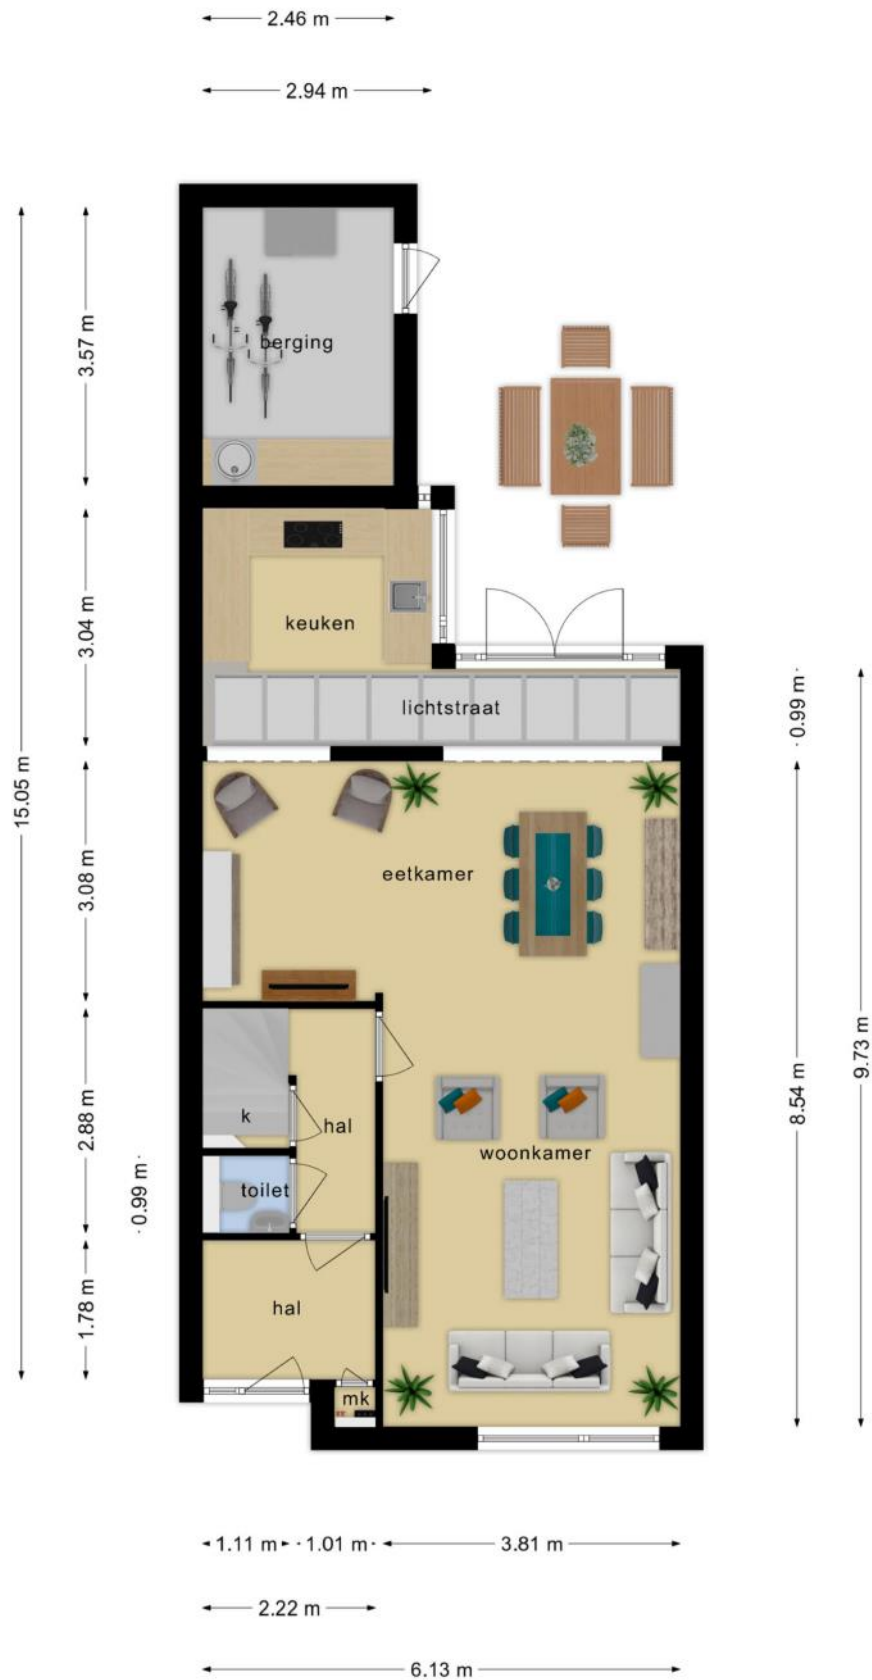 2.46 m
2.94 m
3.57 m
berging
3.04 m
keuken
lichtstraat
0.99 m
15.05 m
3.08 m
eetkamer
9.73 m
8.54 m
2.88 m
k
hal
woonkamer
toilet
0.99 m
1.78 m
hal
mk
1.11 m
1.01 m
3.81 m
2.22 m
6.13 m